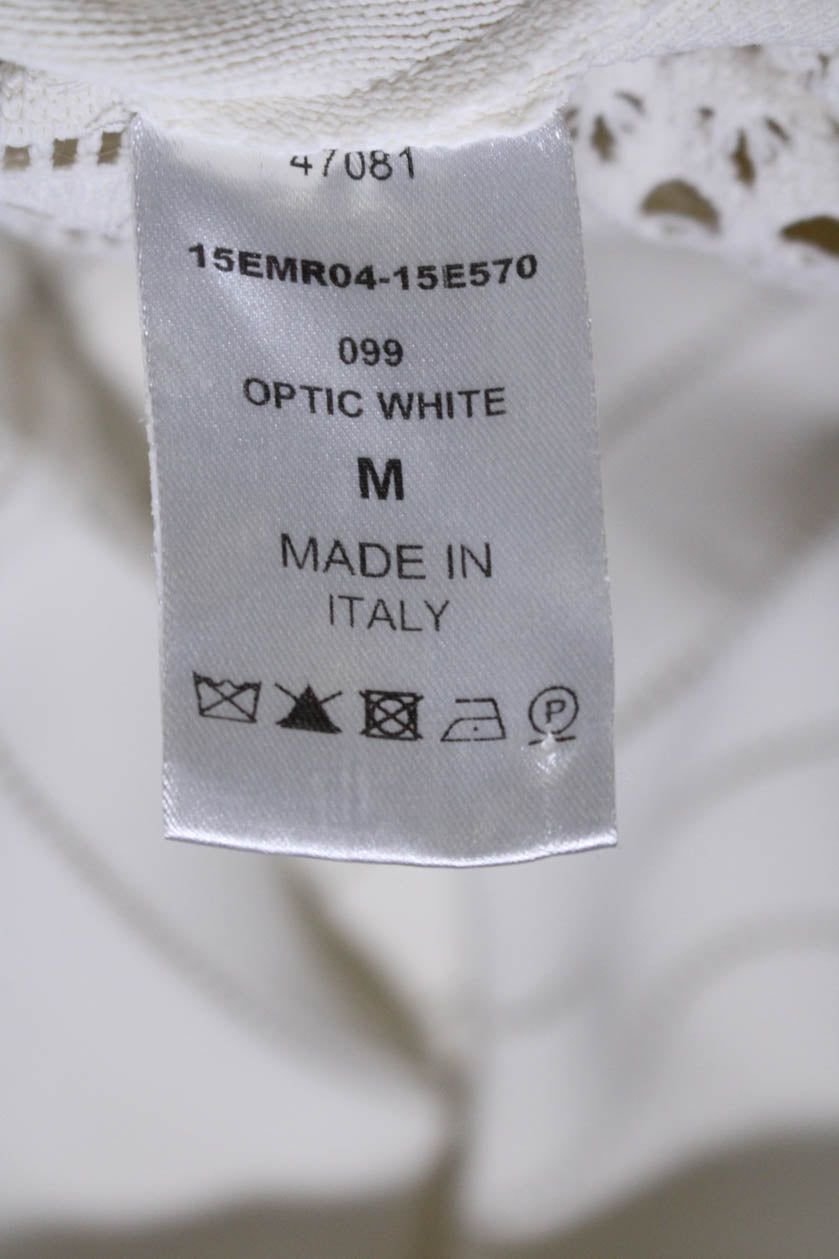 47081
15EMR04-15E570
099
OPTIC WHITE
M
MADE IN
ITALY
P